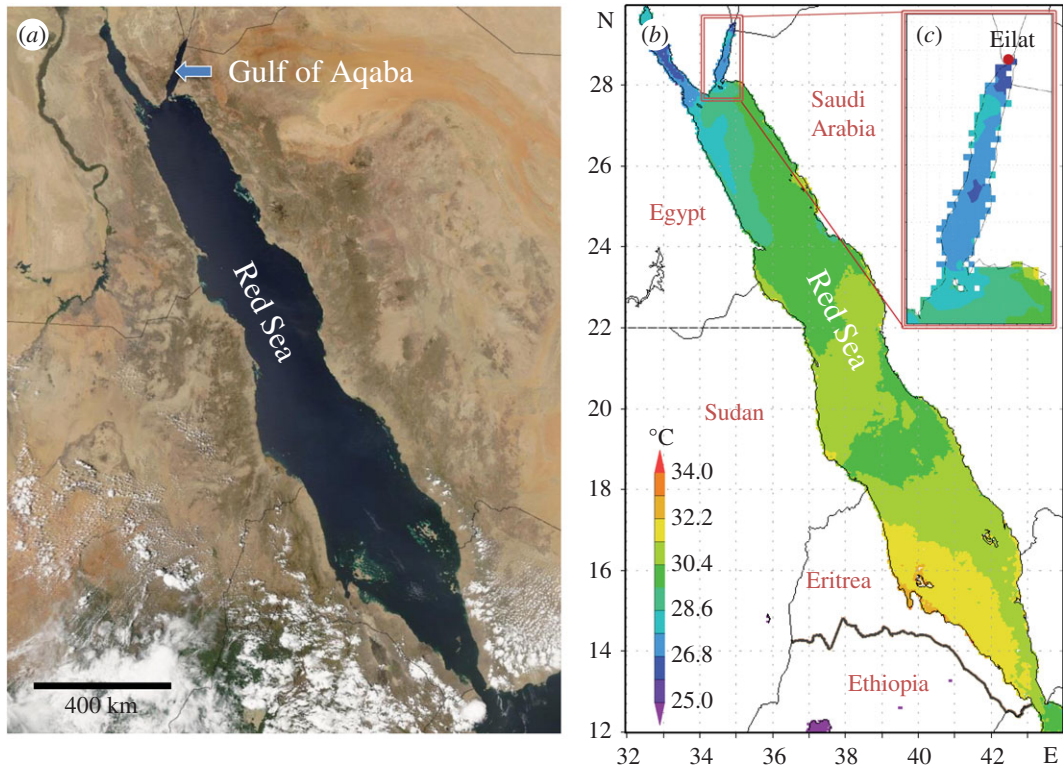 (a)
Gulf of Aqaba
Red Sea
400 km
(b)
N
28
26
24
22
20
18
16
14
12
32
34
36
38
40
42
E
Saudi
Arabia
Egypt
Red Sea
Sudan
Eritrea
Ethiopia
°C
34.0
32.2
30.4
28.6
26.8
25.0
(c)
Eilat